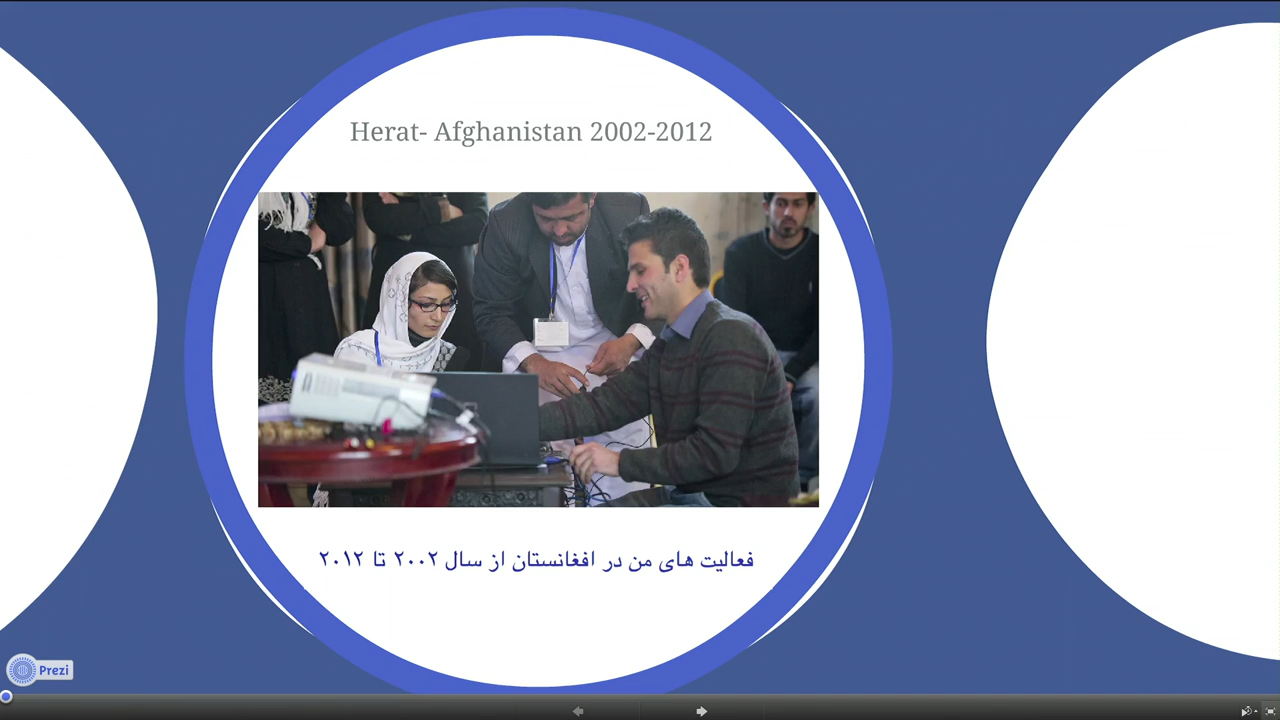 Herat- Afghanistan 2002-2012
فعالیت های من در افغانستان از سال ۲۰۰۲ تا ۲۰۱۲
Prezi